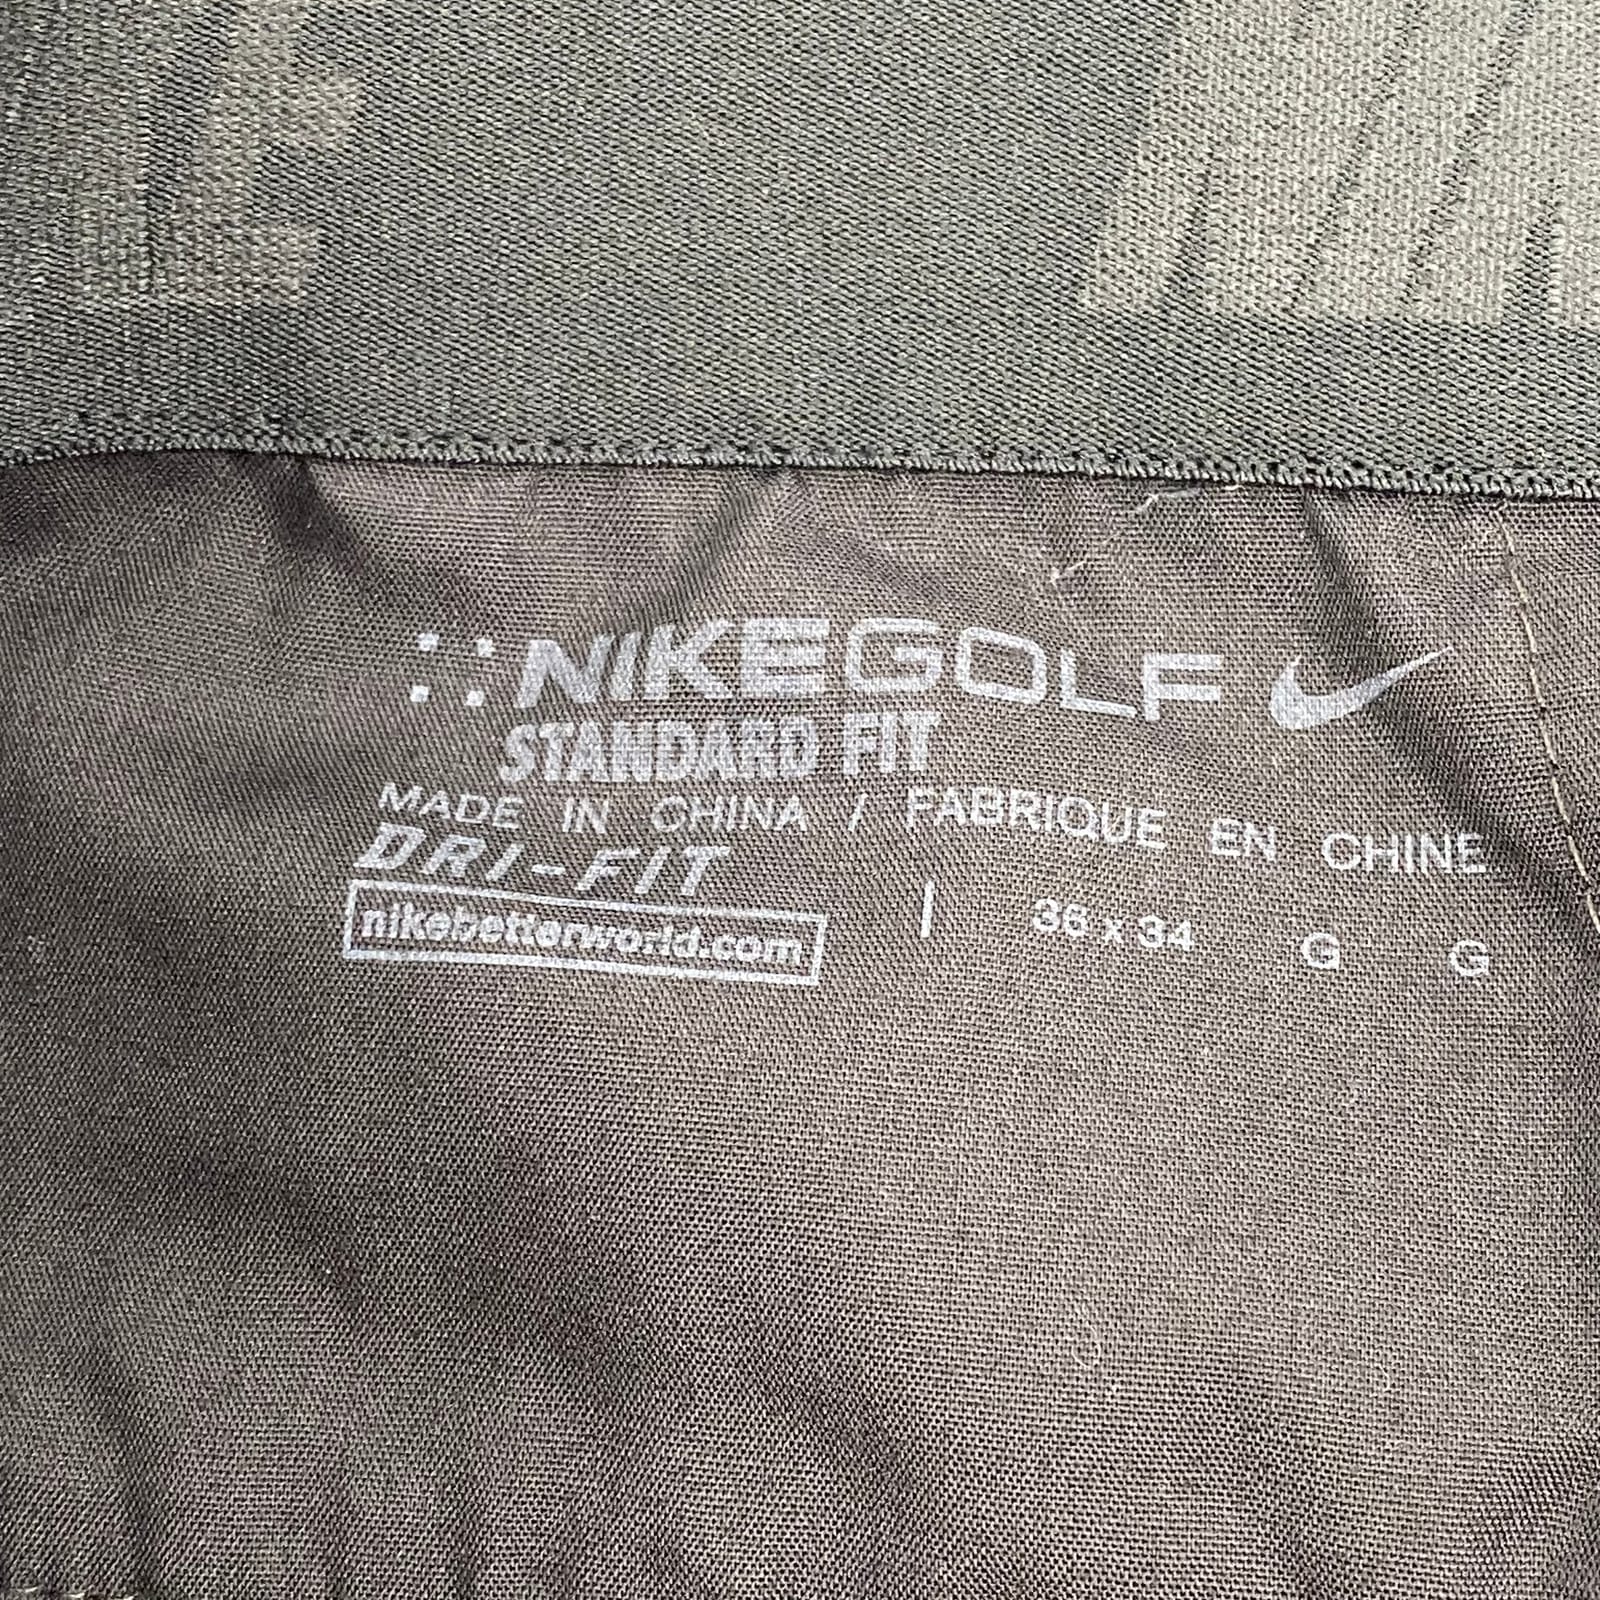 NIKEGOLF
STANDARD FIT
MADE IN CHINA / FABRIQUE EN CHINE
DRI-FIT
nikebetterworld.com
36 x 34 G G